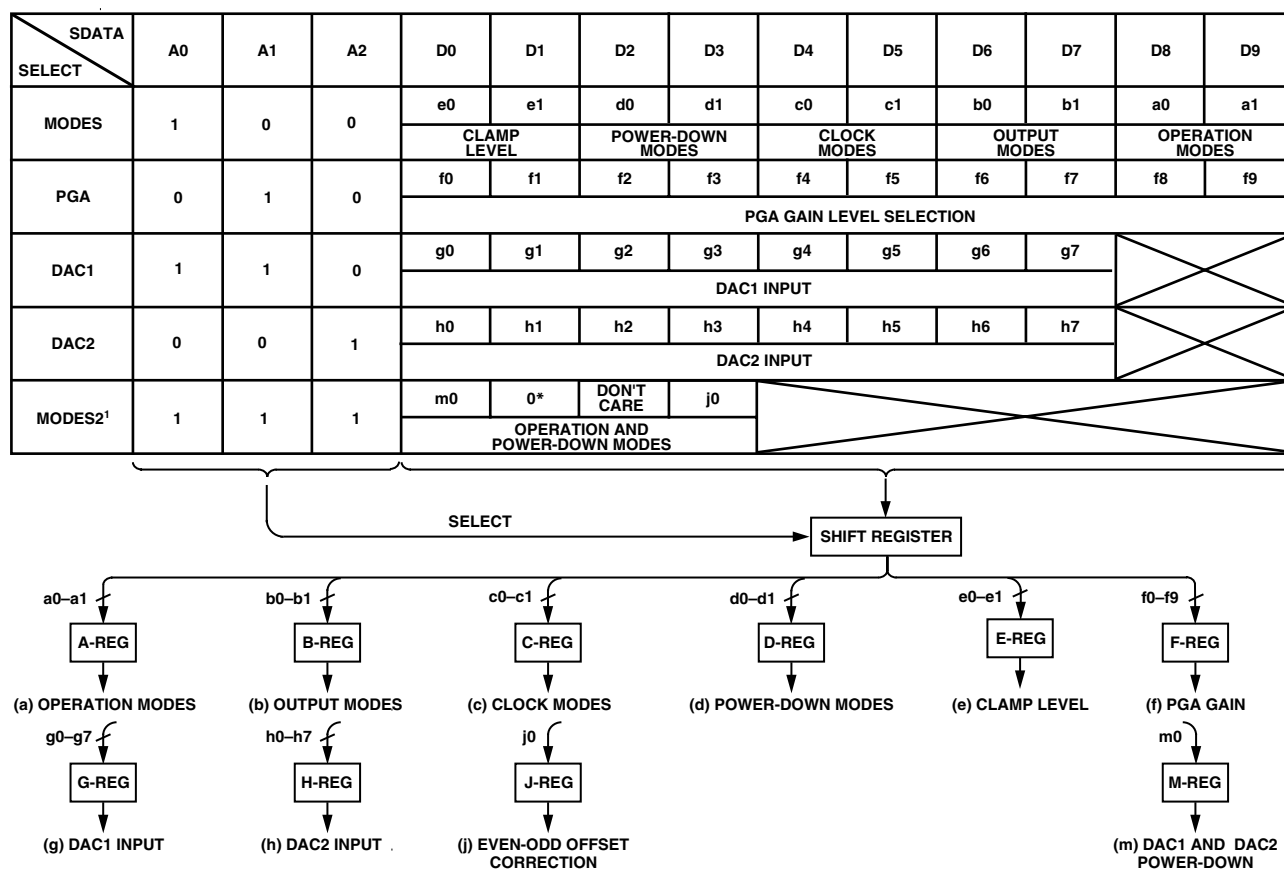 SDATA
SELECT
A0 A1 A2 D0 D1 D2 D3 D4 D5 D6 D7 D8 D9
MODES 1 0 0 e0 e1 d0 d1 c0 c1 b0 b1 a0 a1
CLAMP LEVEL POWER-DOWN MODES CLOCK MODES OUTPUT MODES OPERATION MODES
PGA 0 1 0 f0 f1 f2 f3 f4 f5 f6 f7 f8 f9
PGA GAIN LEVEL SELECTION
DAC1 1 1 0 g0 g1 g2 g3 g4 g5 g6 g7
DAC1 INPUT
DAC2 0 0 1 h0 h1 h2 h3 h4 h5 h6 h7
DAC2 INPUT
MODES2¹ 1 1 1 m0 0* DON'T CARE j0
OPERATION AND
POWER-DOWN MODES
SELECT
SHIFT REGISTER
a0–a1 b0–b1 c0–c1 d0–d1 e0–e1 f0–f9
A-REG B-REG C-REG D-REG E-REG F-REG
(a) OPERATION MODES (b) OUTPUT MODES (c) CLOCK MODES (d) POWER-DOWN MODES (e) CLAMP LEVEL (f) PGA GAIN
g0–g7 h0–h7 j0 m0
G-REG H-REG J-REG M-REG
(g) DAC1 INPUT (h) DAC2 INPUT (j) EVEN-ODD OFFSET (m) DAC1 AND DAC2
CORRECTION POWER-DOWN